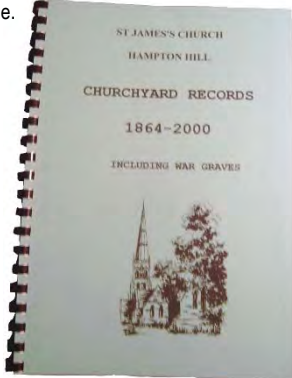 e.
ST JAMES'S CHURCH
HAMPTON HILL
CHURCHYARD RECORDS
1864-2000
INCLUDING WAR GRAVES